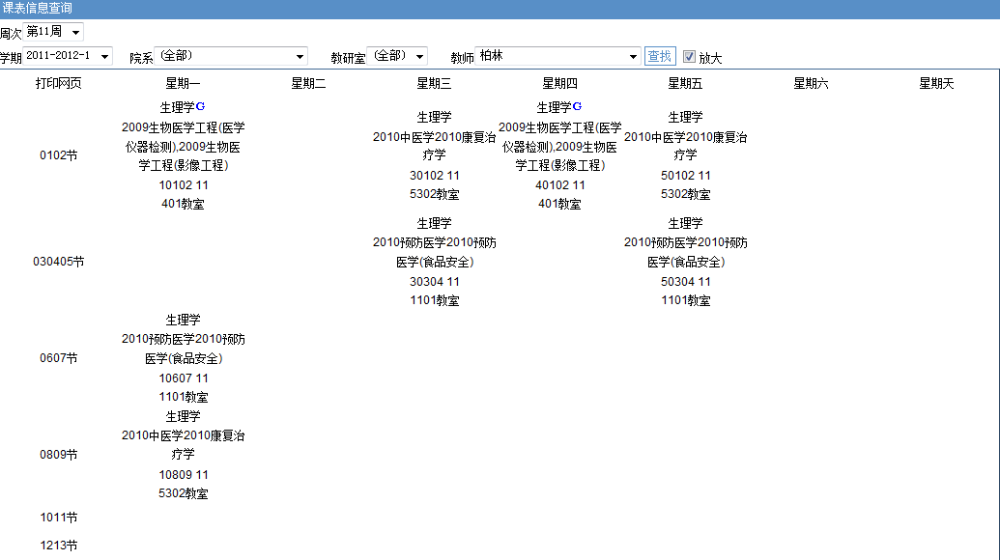 课表信息查询
周次 第11周
学期 2011-2012-1 院系 (全部) 教研室 (全部) 教师 柏林 查找 放大
打印网页 星期一 星期二 星期三 星期四 星期五 星期六 星期天
0102节
生理学G
2009生物医学工程(医学
仪器检测),2009生物医
学工程(影像工程)
10102 11
401教室
生理学
2010中医学2010康复治
疗学
30102 11
5302教室
生理学G
2009生物医学工程(医学
仪器检测),2009生物医
学工程(影像工程)
40102 11
401教室
生理学
2010中医学2010康复治
疗学
50102 11
5302教室
030405节
生理学
2010预防医学2010预防
医学(食品安全)
30304 11
1101教室
生理学
2010预防医学2010预防
医学(食品安全)
50304 11
1101教室
0607节
生理学
2010预防医学2010预防
医学(食品安全)
10607 11
1101教室
0809节
生理学
2010中医学2010康复治
疗学
10809 11
5302教室
1011节
1213节